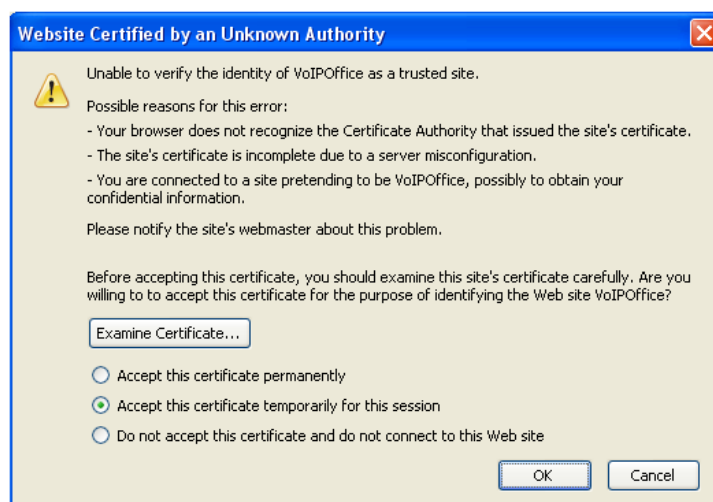 Website Certified by an Unknown Authority
Unable to verify the identity of VoIPOffice as a trusted site.
Possible reasons for this error:
- Your browser does not recognize the Certificate Authority that issued the site's certificate.
- The site's certificate is incomplete due to a server misconfiguration.
- You are connected to a site pretending to be VoIPOffice, possibly to obtain your
confidential information.
Please notify the site's webmaster about this problem.
Before accepting this certificate, you should examine this site's certificate carefully. Are you
willing to to accept this certificate for the purpose of identifying the Web site VoIPOffice?
Examine Certificate...
Accept this certificate permanently
Accept this certificate temporarily for this session
Do not accept this certificate and do not connect to this Web site
OK Cancel